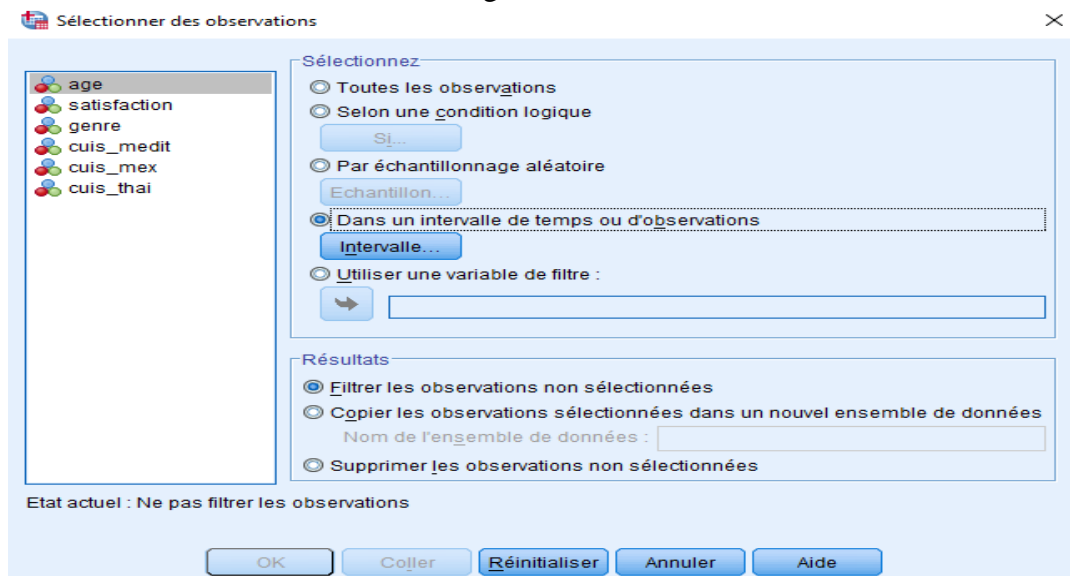 Sélectionner des observations
age
satisfaction
genre
cuis_medit
cuis_mex
cuis_thai
Sélectionnez
Toutes les observations
Selon une condition logique
Si...
Par échantillonnage aléatoire
Echantillon...
Dans un intervalle de temps ou d'observations
Intervalle...
Utiliser une variable de filtre :
Résultats
Filtrer les observations non sélectionnées
Copier les observations sélectionnées dans un nouvel ensemble de données
Nom de l'ensemble de données :
Supprimer les observations non sélectionnées
Etat actuel : Ne pas filtrer les observations
OK Coller Réinitialiser Annuler Aide